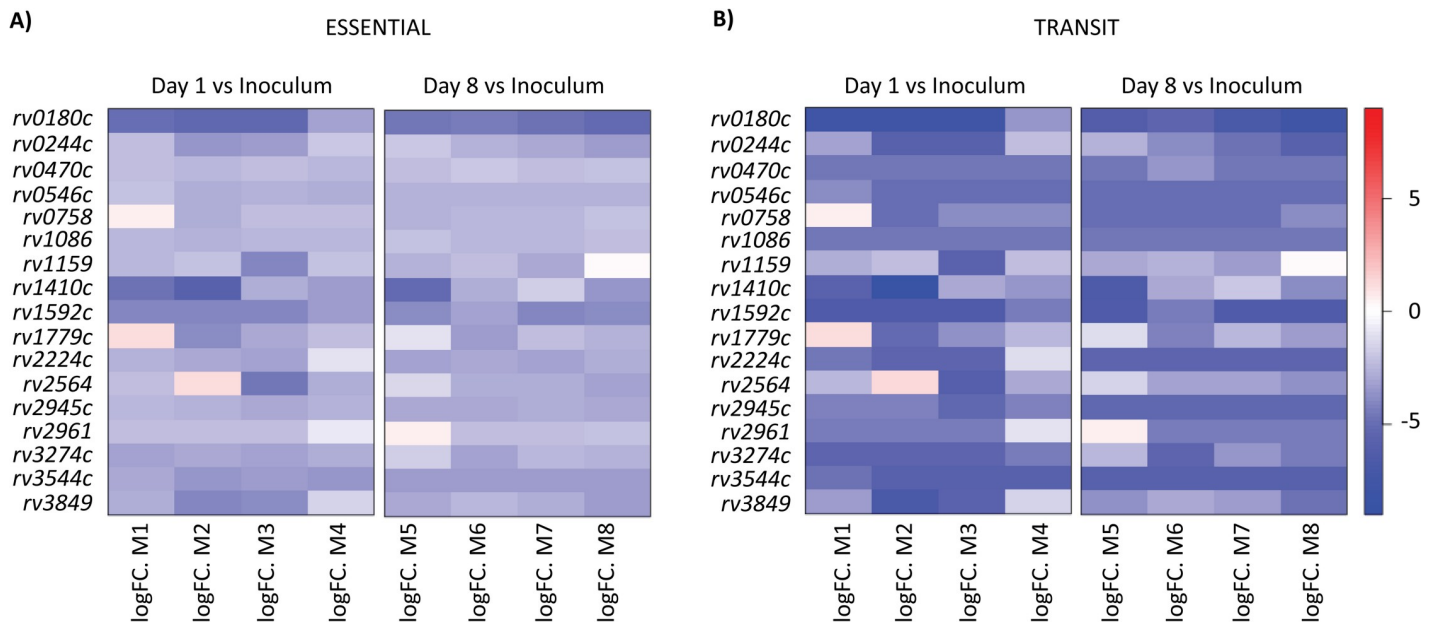 A)
ESSENTIAL
Day 1 vs Inoculum
Day 8 vs Inoculum
rv0180c
rv0244c
rv0470c
rv0546c
rv0758
rv1086
rv1159
rv1410c
rv1592c
rv1779c
rv2224c
rv2564
rv2945c
rv2961
rv3274c
rv3544c
rv3849
logFC. M1
logFC. M2
logFC. M3
logFC. M4
logFC. M5
logFC. M6
logFC. M7
logFC. M8
B)
TRANSIT
Day 1 vs Inoculum
Day 8 vs Inoculum
rv0180c
rv0244c
rv0470c
rv0546c
rv0758
rv1086
rv1159
rv1410c
rv1592c
rv1779c
rv2224c
rv2564
rv2945c
rv2961
rv3274c
rv3544c
rv3849
logFC. M1
logFC. M2
logFC. M3
logFC. M4
logFC. M5
logFC. M6
logFC. M7
logFC. M8
5
0
-5